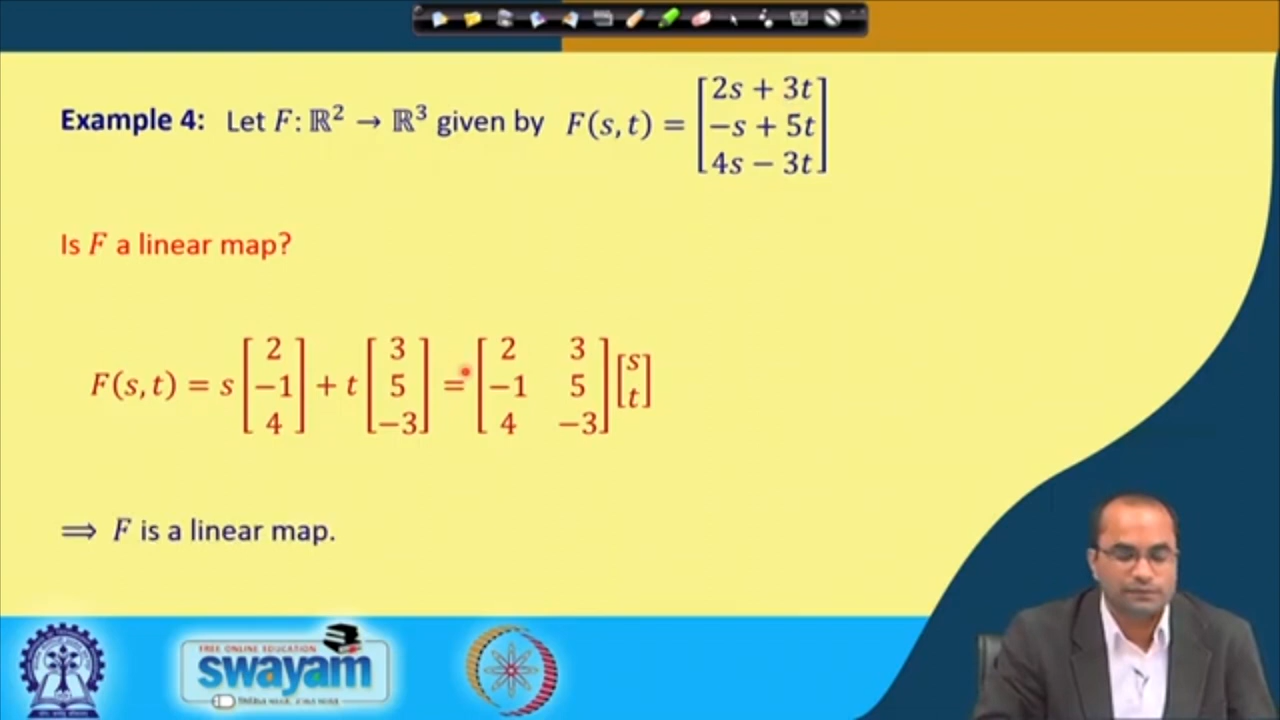 Example 4: Let F: ℝ² → ℝ³ given by F(s, t) = [2s + 3t; −s + 5t; 4s − 3t]
Is F a linear map?
F(s, t) = s [2; −1; 4] + t [3; 5; −3] = [2 3; −1 5; 4 −3] [s; t]
⟹ F is a linear map.
FREE ONLINE EDUCATION
swayam